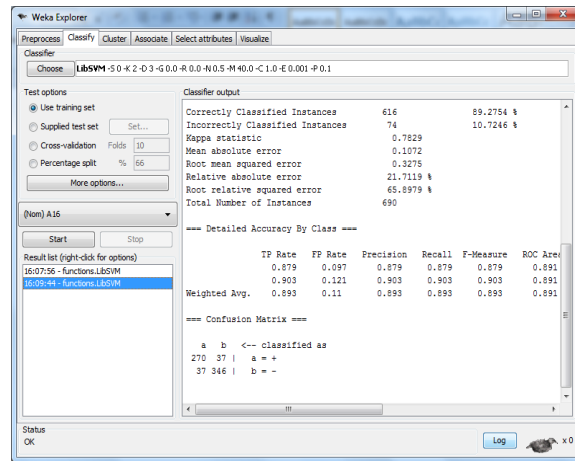 Weka Explorer
Preprocess Classify Cluster Associate Select attributes Visualize
Classifier
Choose LibSVM -S 0 -K 2 -D 3 -G 0.0 -R 0.0 -N 0.5 -M 40.0 -C 1.0 -E 0.001 -P 0.1
Test options
Use training set
Supplied test set Set...
Cross-validation Folds 10
Percentage split % 66
More options...
(Nom) A16
Start Stop
Result list (right-click for options)
16:07:56 - functions.LibSVM
16:09:44 - functions.LibSVM
Classifier output
Correctly Classified Instances 616 89.2754 %
Incorrectly Classified Instances 74 10.7246 %
Kappa statistic 0.7829
Mean absolute error 0.1072
Root mean squared error 0.3275
Relative absolute error 21.7119 %
Root relative squared error 65.8979 %
Total Number of Instances 690
=== Detailed Accuracy By Class ===
TP Rate FP Rate Precision Recall F-Measure ROC Area
0.879 0.097 0.879 0.879 0.879 0.891
0.903 0.121 0.903 0.903 0.903 0.891
Weighted Avg. 0.893 0.11 0.893 0.893 0.893 0.891
=== Confusion Matrix ===
a b <-- classified as
270 37 | a = +
37 346 | b = -
Status
OK
Log x 0